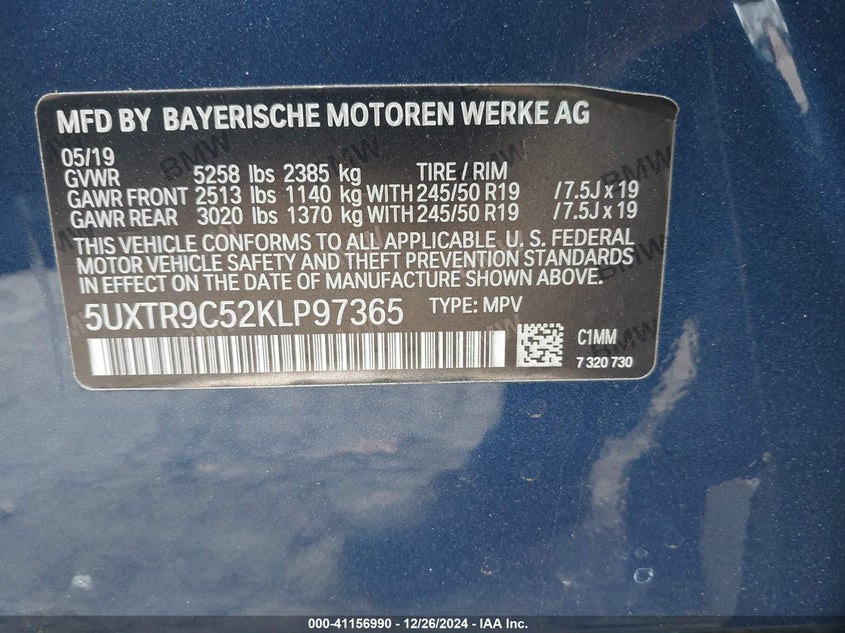 MFD BY BAYERISCHE MOTOREN WERKE AG
05/19
GVWR 5258 lbs 2385 kg TIRE / RIM
GAWR FRONT 2513 lbs 1140 kg WITH 245/50 R19 /7.5J x 19
GAWR REAR 3020 lbs 1370 kg WITH 245/50 R19 /7.5J x 19
THIS VEHICLE CONFORMS TO ALL APPLICABLE U. S. FEDERAL
MOTOR VEHICLE SAFETY AND THEFT PREVENTION STANDARDS
IN EFFECT ON THE DATE OF MANUFACTURE SHOWN ABOVE.
5UXTR9C52KLP97365 TYPE: MPV
C1MM
7 320 730
000-41156990 - 12/26/2024 - IAA Inc.